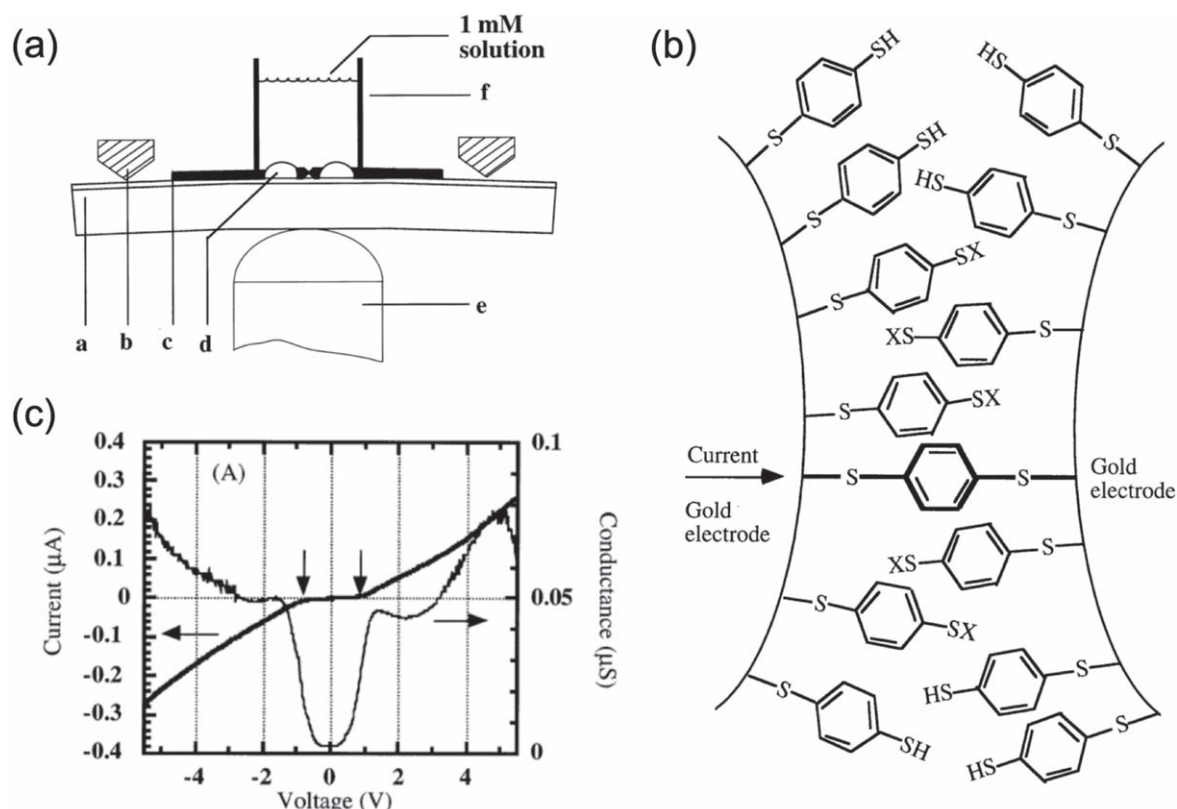 (a)
1 mM
solution
f
e
a
b
c
d
(b)
SH
HS
S
S
SH
HS
S
S
SX
S
XS
S
S
SX
Current
S
S
Gold
electrode
Gold
electrode
XS
S
S
SX
S
HS
S
SH
HS
S
(c)
(A)
Current (µA)
0.4
0.3
0.2
0.1
0
-0.1
-0.2
-0.3
-0.4
0.1
0.05
0
Conductance (µS)
-4
-2
0
2
4
Voltage (V)